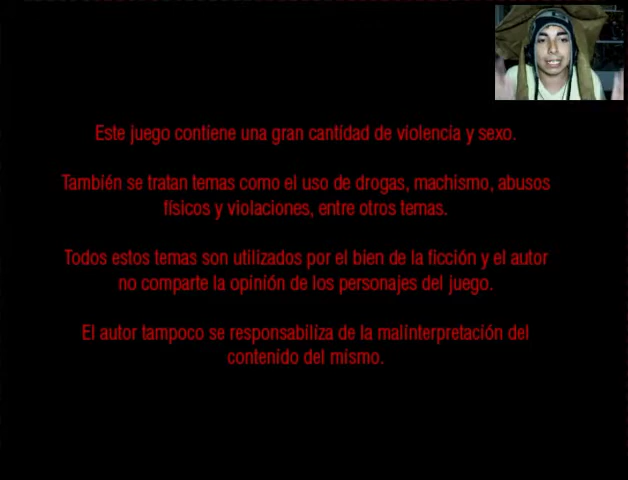 Este juego contiene una gran cantidad de violencia y sexo.
También se tratan temas como el uso de drogas, machismo, abusos
físicos y violaciones, entre otros temas.
Todos estos temas son utilizados por el bien de la ficción y el autor
no comparte la opinión de los personajes del juego.
El autor tampoco se responsabiliza de la malinterpretación del
contenido del mismo.